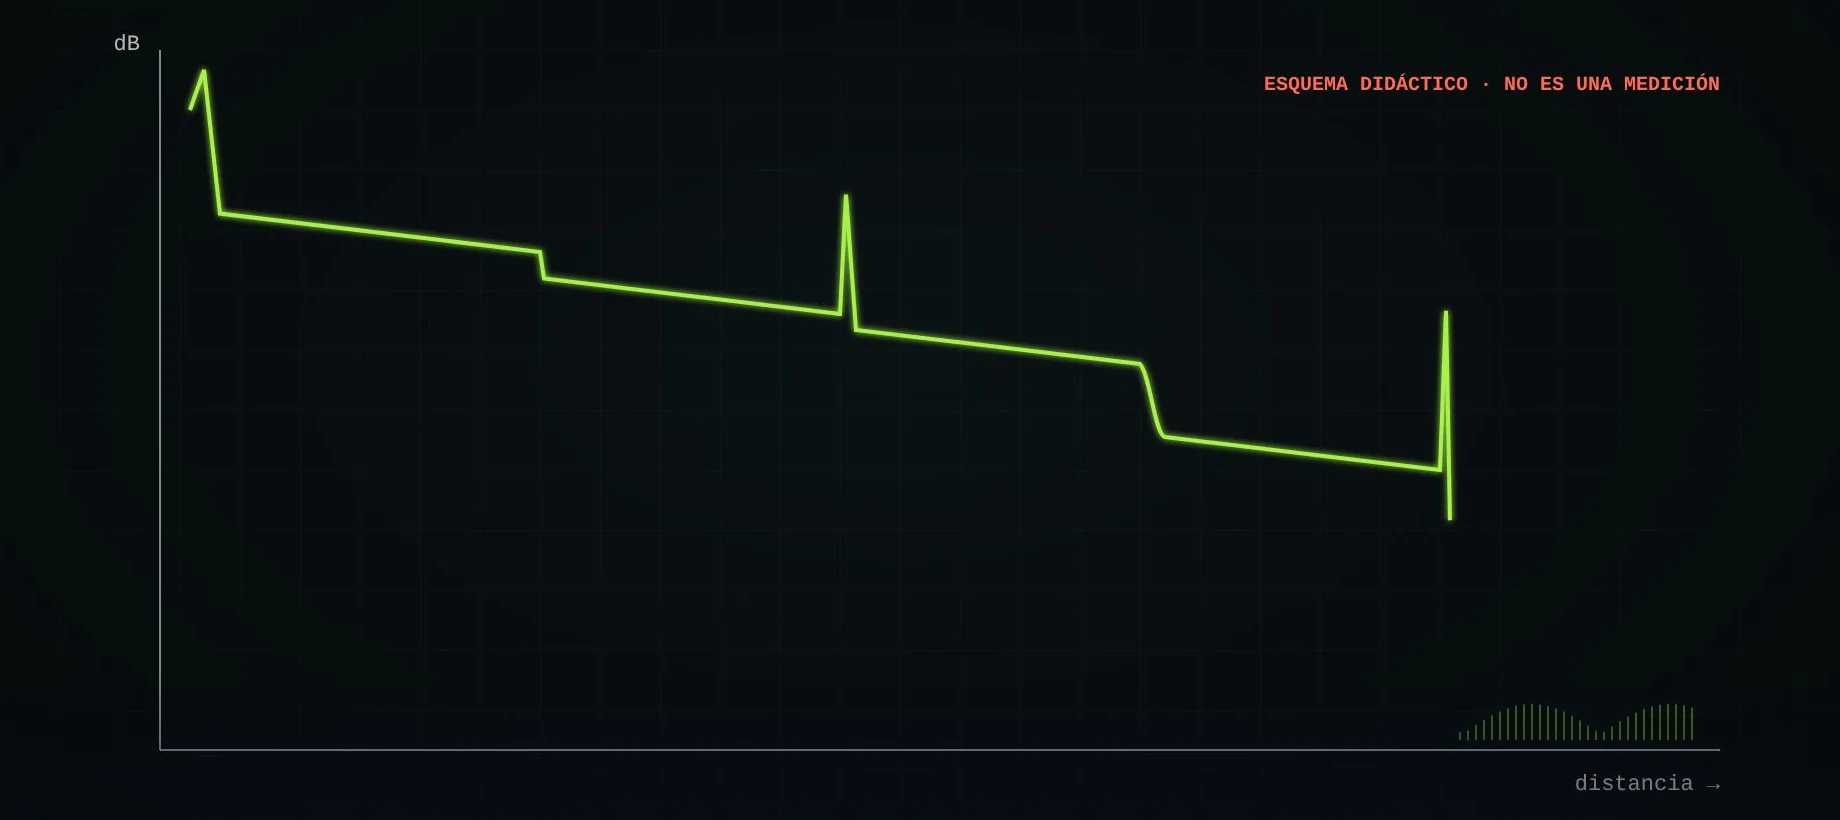 dB
ESQUEMA DIDÁCTICO · NO ES UNA MEDICIÓN
distancia →